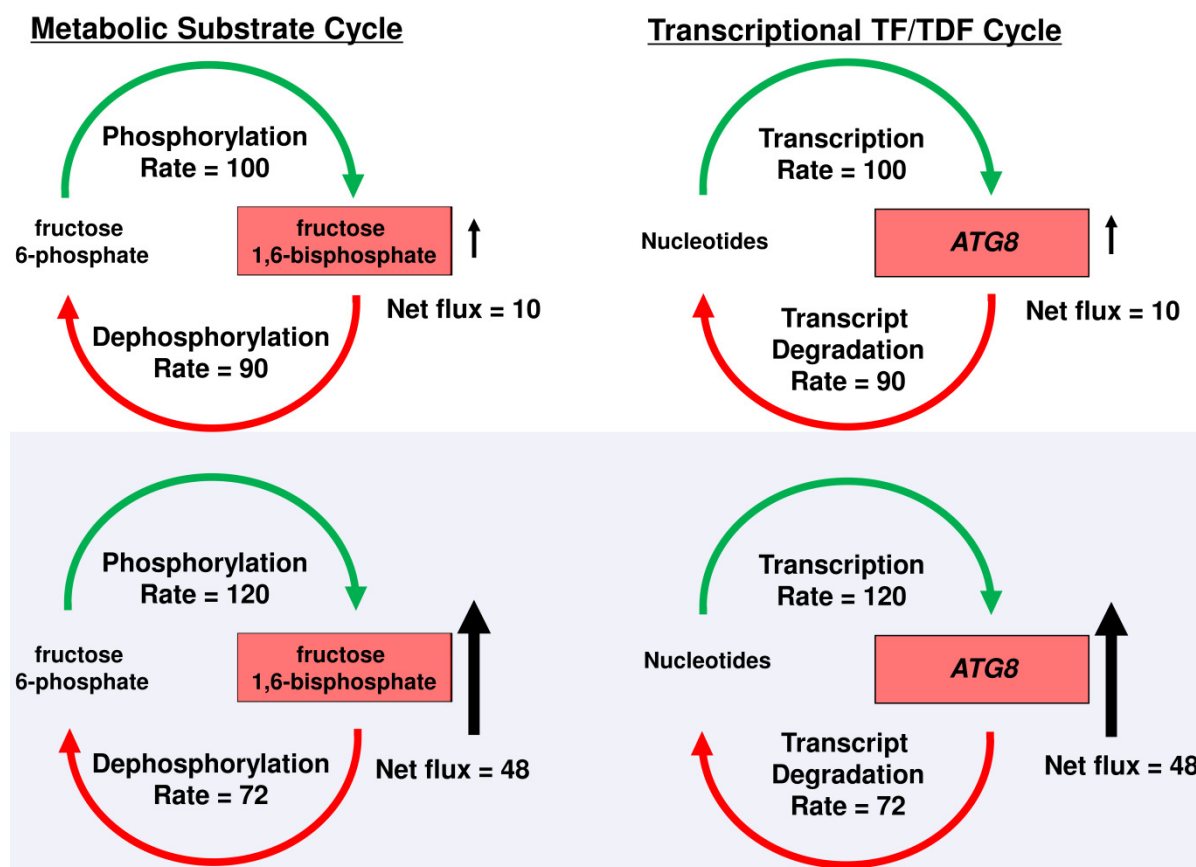 Metabolic Substrate Cycle
Phosphorylation
Rate = 100
fructose
6-phosphate
fructose
1,6-bisphosphate
Net flux = 10
Dephosphorylation
Rate = 90
Transcriptional TF/TDF Cycle
Transcription
Rate = 100
Nucleotides
ATG8
Net flux = 10
Transcript
Degradation
Rate = 90
Phosphorylation
Rate = 120
fructose
6-phosphate
fructose
1,6-bisphosphate
Dephosphorylation
Rate = 72
Net flux = 48
Transcription
Rate = 120
Nucleotides
ATG8
Transcript
Degradation
Rate = 72
Net flux = 48